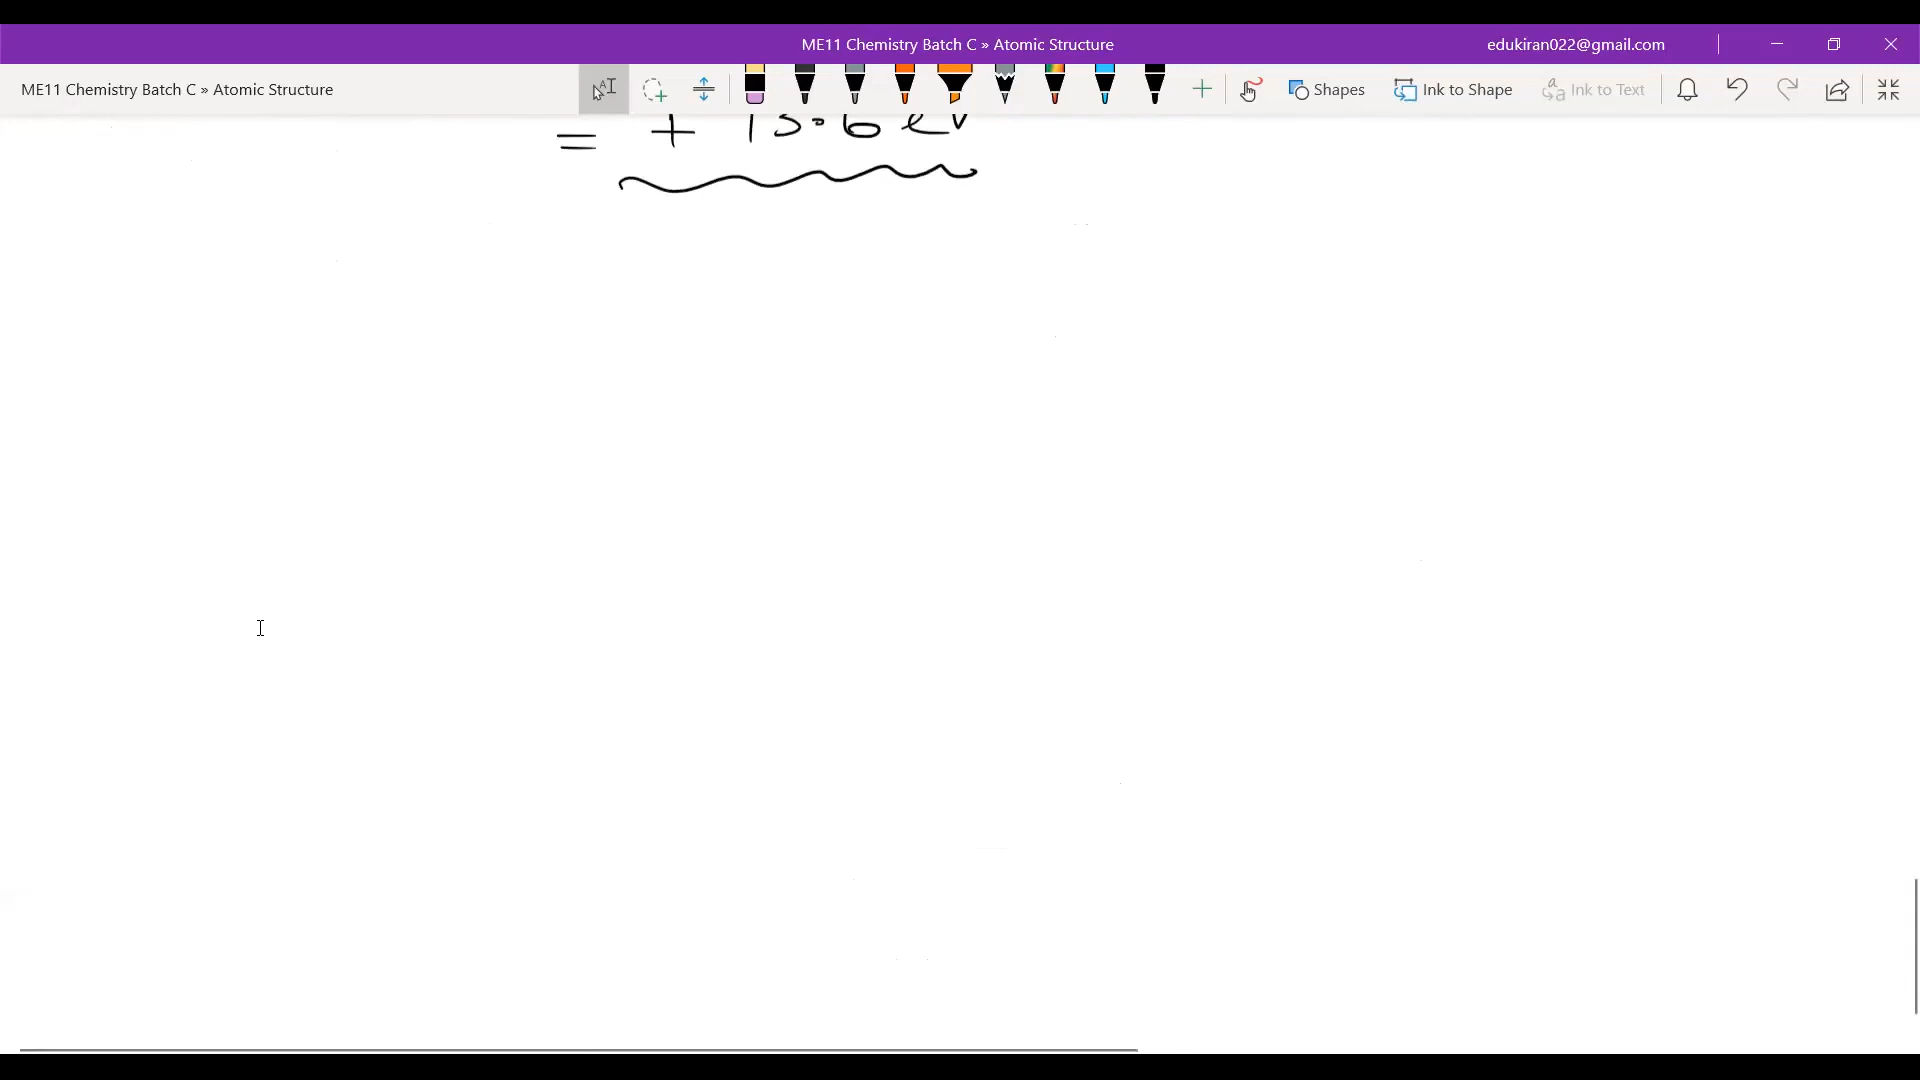 ME11 Chemistry Batch C » Atomic Structure
edukiran022@gmail.com
ME11 Chemistry Batch C » Atomic Structure
Shapes
Ink to Shape
Ink to Text
= + 13.6 eV